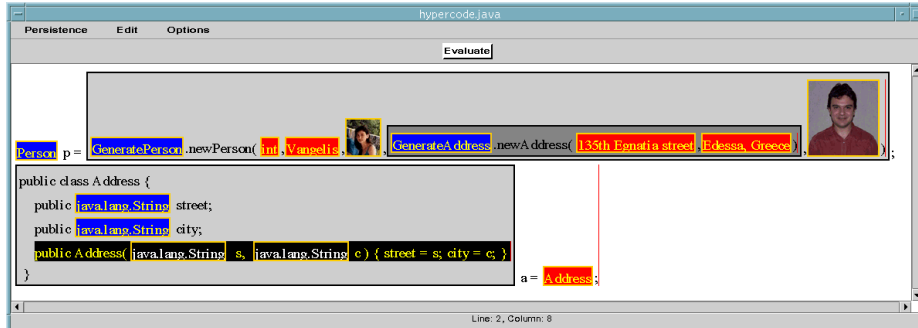 hypercode.java
Persistence Edit Options
Evaluate
Person p = GeneratePerson.newPerson( int ,Vangelis , , GenerateAddress.newAddress( 135th Egnatia street , Edessa, Greece ) , ) ;
public class Address {
public java.lang.String street;
public java.lang.String city;
public Address( java.lang.String s, java.lang.String c ) { street = s; city = c; }
} a = Address ;
Line: 2, Column: 8